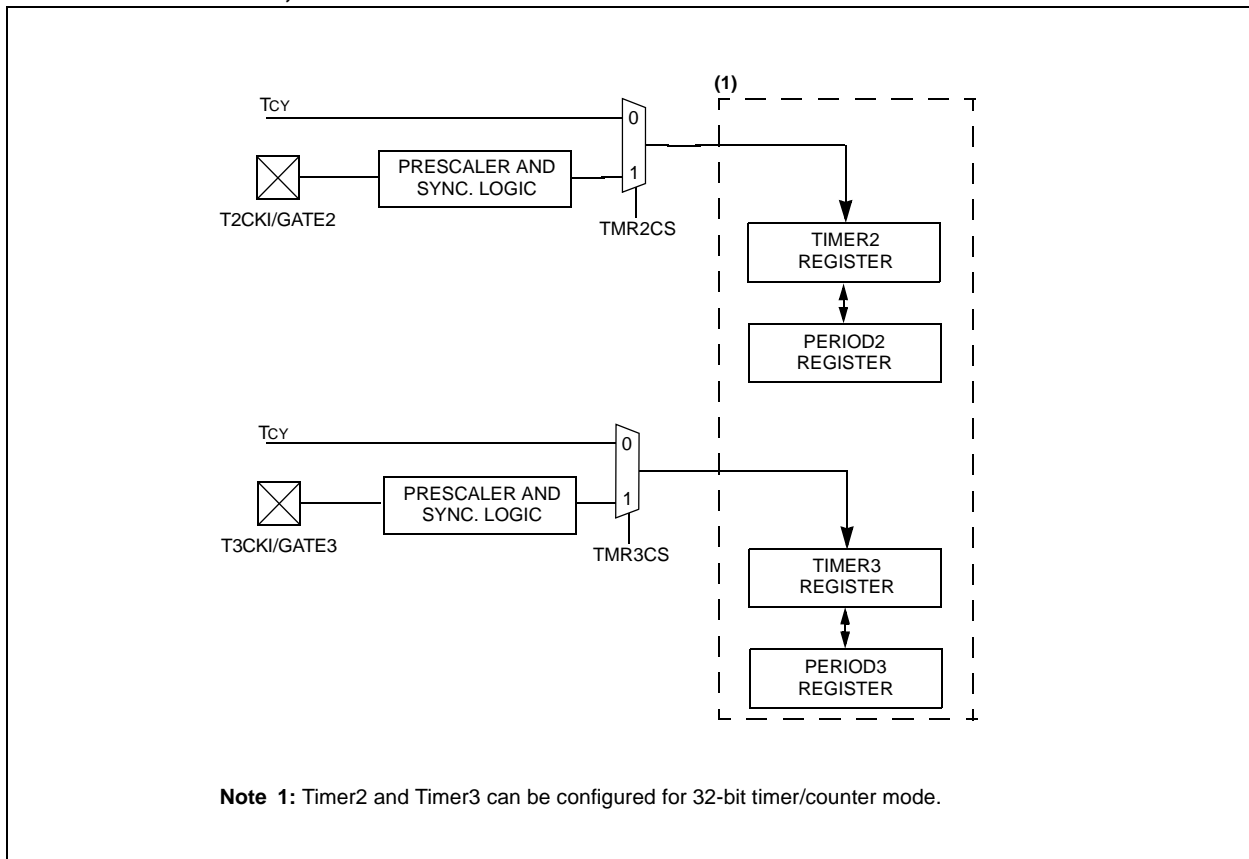 (1)
TCY
0
PRESCALER AND
SYNC. LOGIC
1
T2CKI/GATE2
TMR2CS
TIMER2
REGISTER
PERIOD2
REGISTER
TCY
0
PRESCALER AND
SYNC. LOGIC
1
T3CKI/GATE3
TMR3CS
TIMER3
REGISTER
PERIOD3
REGISTER
Note 1: Timer2 and Timer3 can be configured for 32-bit timer/counter mode.